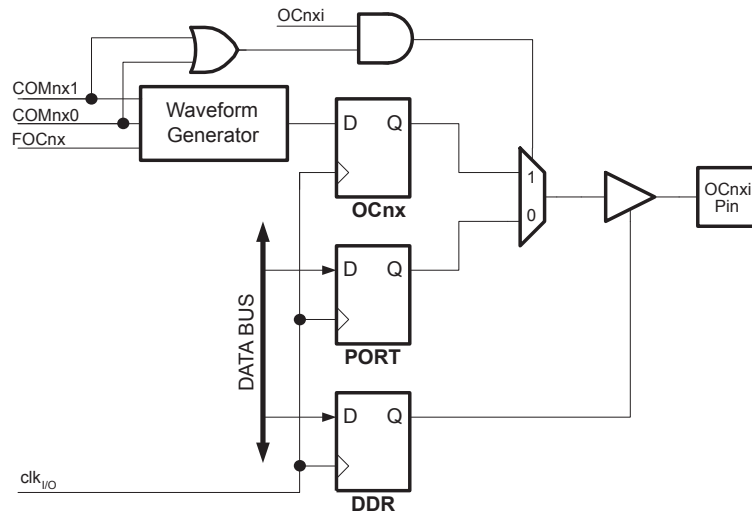 OCnxi
COMnx1
COMnx0
FOCnx
Waveform
Generator
D Q
OCnx
1
0
OCnxi
Pin
D Q
PORT
DATA BUS
D Q
DDR
clkI/O